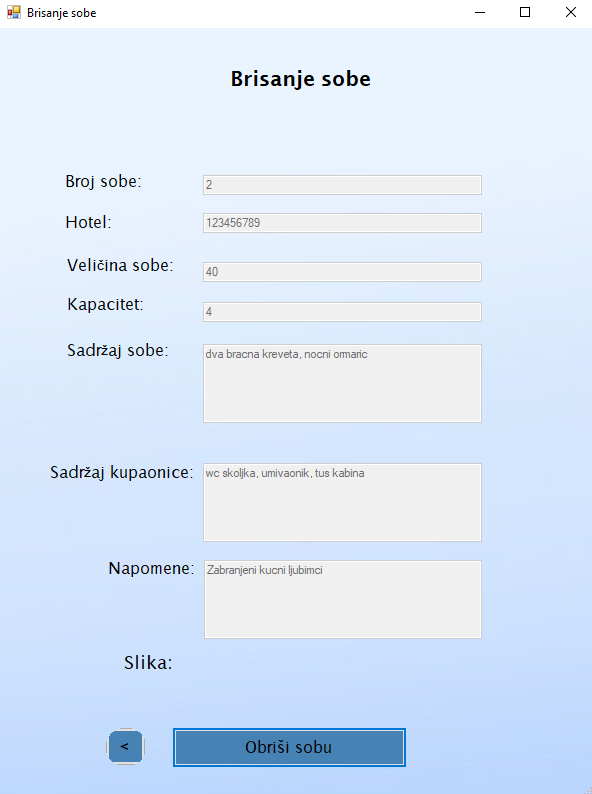 Brisanje sobe
Brisanje sobe
Broj sobe: 2
Hotel: 123456789
Veličina sobe: 40
Kapacitet: 4
Sadržaj sobe: dva bracna kreveta, nocni ormaric
Sadržaj kupaonice: wc skoljka, umivaonik, tus kabina
Napomene: Zabranjeni kucni ljubimci
Slika:
< Obriši sobu